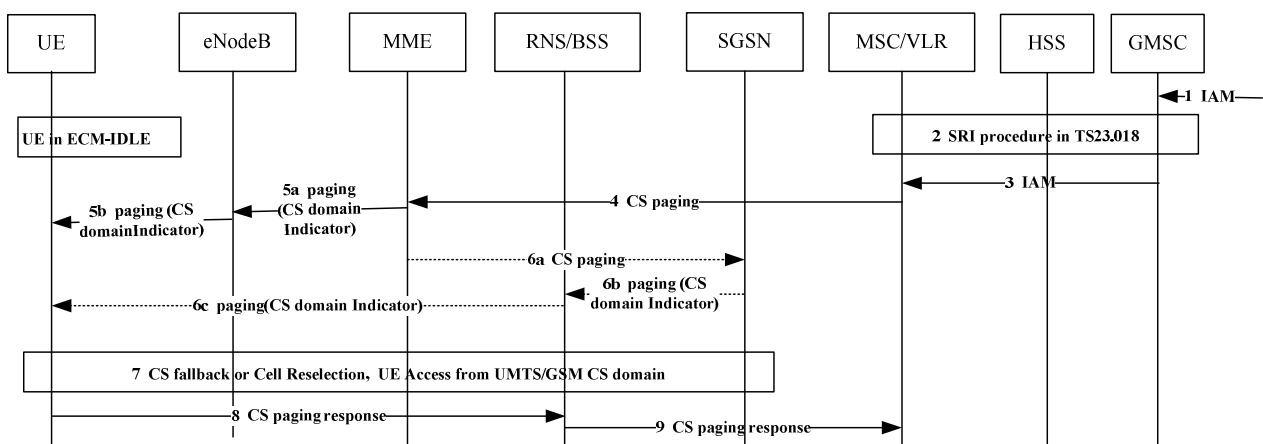 UE
eNodeB
MME
RNS/BSS
SGSN
MSC/VLR
HSS
GMSC
1 IAM
UE in ECM-IDLE
2 SRI procedure in TS23.018
3 IAM
4 CS paging
5a paging
(CS domain
Indicator)
5b paging (CS
domainIndicator)
6a CS paging
6b paging (CS
domain Indicator)
6c paging(CS domain Indicator)
7 CS fallback or Cell Reselection, UE Access from UMTS/GSM CS domain
8 CS paging response
9 CS paging response